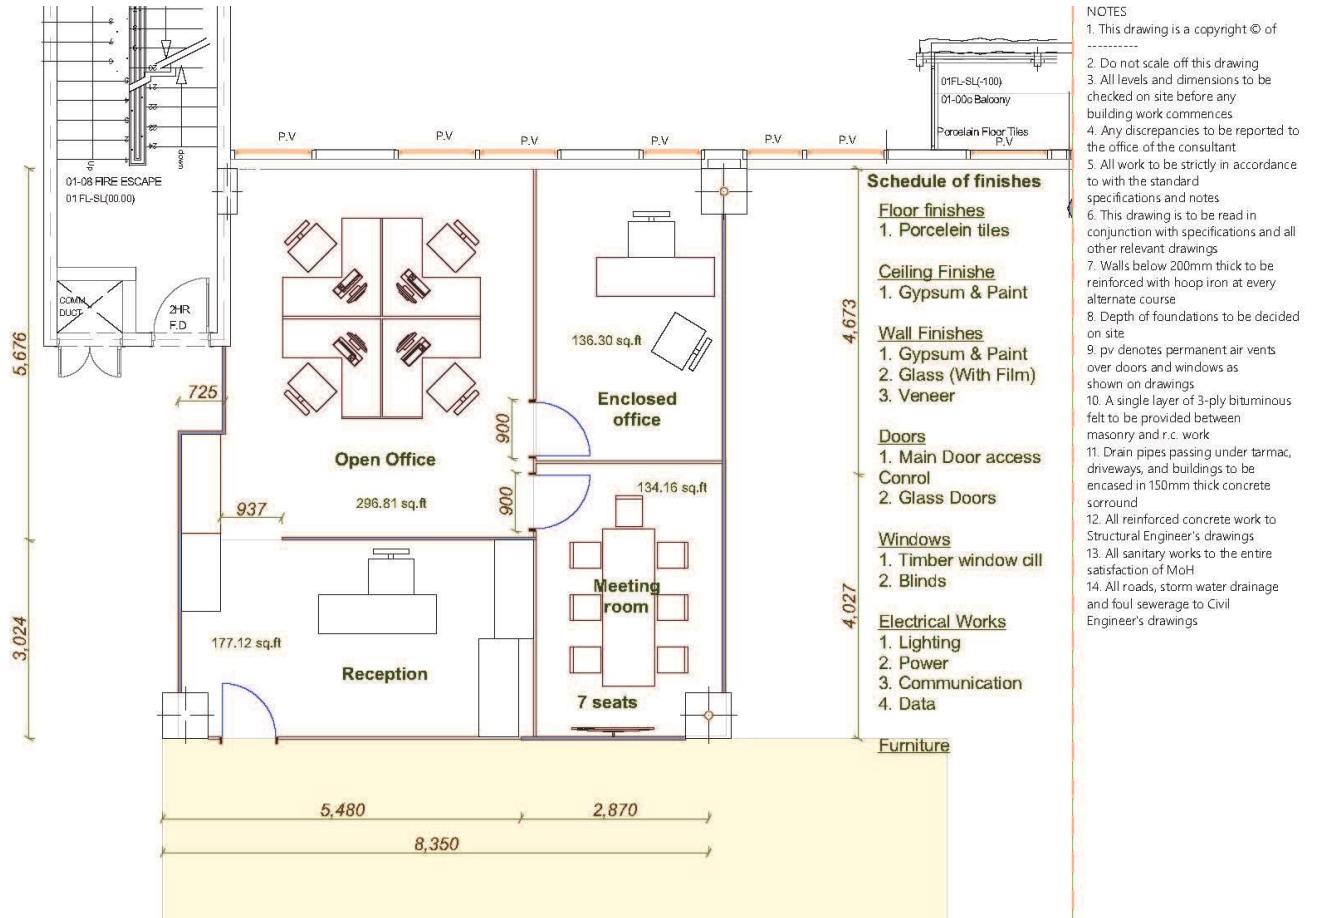 P.V
P.V
P.V
P.V
P.V
P.V
P.V
01FL-SL(-100)
01-00c Balcony
Porcelain Floor Tiles
Up
down
01-08 FIRE ESCAPE
01 FL-SL(00.00)
COMM
DUCT
2HR
F.D
5,676
3,024
725
937
900
900
4,673
4,027
Open Office
296.81 sq.ft
136.30 sq.ft
Enclosed
office
134.16 sq.ft
Meeting
room
7 seats
177.12 sq.ft
Reception
5,480
2,870
8,350
Schedule of finishes
Floor finishes
1. Porcelein tiles
Ceiling Finishe
1. Gypsum & Paint
Wall Finishes
1. Gypsum & Paint
2. Glass (With Film)
3. Veneer
Doors
1. Main Door access
Conrol
2. Glass Doors
Windows
1. Timber window cill
2. Blinds
Electrical Works
1. Lighting
2. Power
3. Communication
4. Data
Furniture
NOTES
1. This drawing is a copyright © of
----------
2. Do not scale off this drawing
3. All levels and dimensions to be
checked on site before any
building work commences
4. Any discrepancies to be reported to
the office of the consultant
5. All work to be strictly in accordance
to with the standard
specifications and notes
6. This drawing is to be read in
conjunction with specifications and all
other relevant drawings
7. Walls below 200mm thick to be
reinforced with hoop iron at every
alternate course
8. Depth of foundations to be decided
on site
9. pv denotes permanent air vents
over doors and windows as
shown on drawings
10. A single layer of 3-ply bituminous
felt to be provided between
masonry and r.c. work
11. Drain pipes passing under tarmac,
driveways, and buildings to be
encased in 150mm thick concrete
sorround
12. All reinforced concrete work to
Structural Engineer's drawings
13. All sanitary works to the entire
satisfaction of MoH
14. All roads, storm water drainage
and foul sewerage to Civil
Engineer's drawings